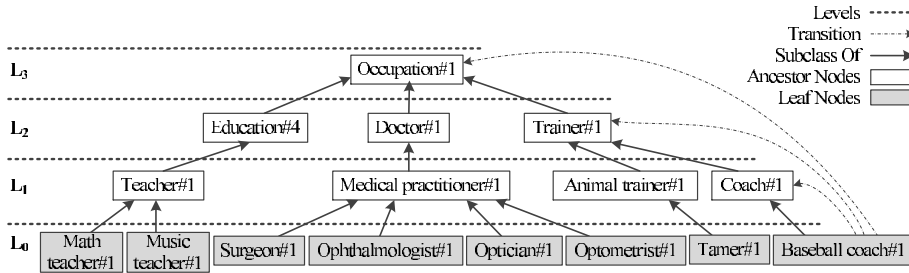 Levels
Transition
Subclass Of
Ancestor Nodes
Leaf Nodes
L3
Occupation#1
L2
Education#4
Doctor#1
Trainer#1
L1
Teacher#1
Medical practitioner#1
Animal trainer#1
Coach#1
L0
Math
teacher#1
Music
teacher#1
Surgeon#1
Ophthalmologist#1
Optician#1
Optometrist#1
Tamer#1
Baseball coach#1